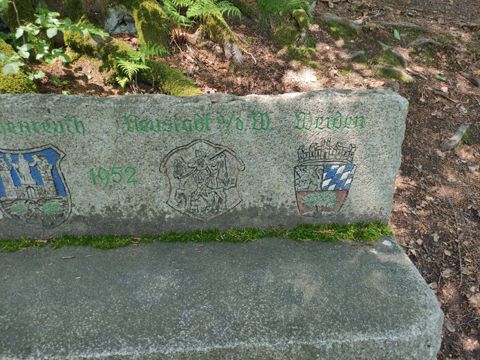 enreuth Neustadt a/d. W. Weiden
1952